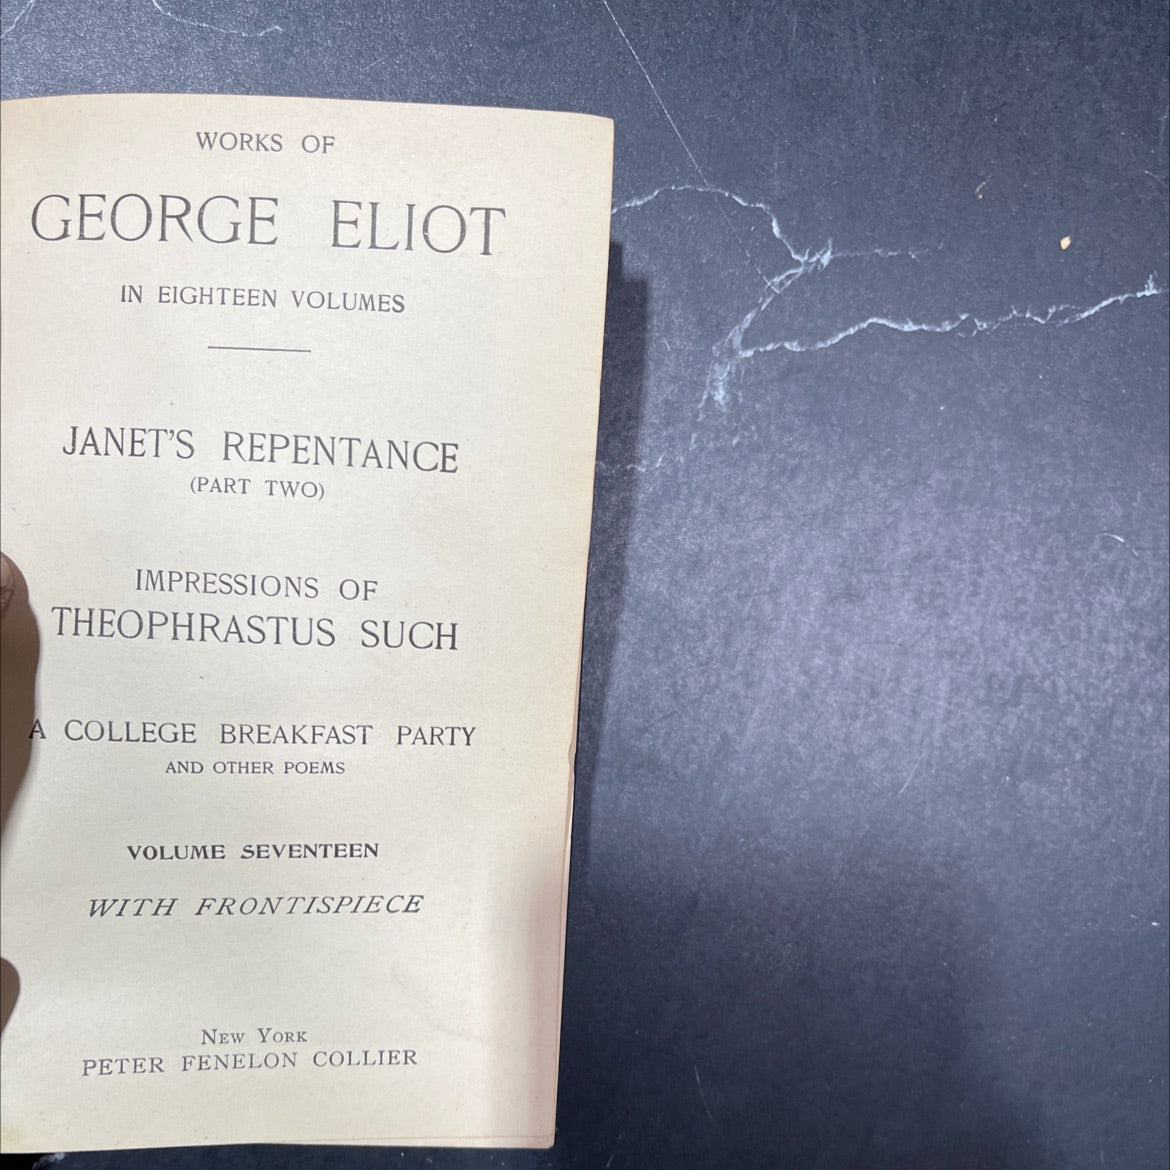 WORKS OF
GEORGE ELIOT
IN EIGHTEEN VOLUMES
JANET'S REPENTANCE
(PART TWO)
IMPRESSIONS OF
THEOPHRASTUS SUCH
A COLLEGE BREAKFAST PARTY
AND OTHER POEMS
VOLUME SEVENTEEN
WITH FRONTISPIECE
NEW YORK
PETER FENELON COLLIER